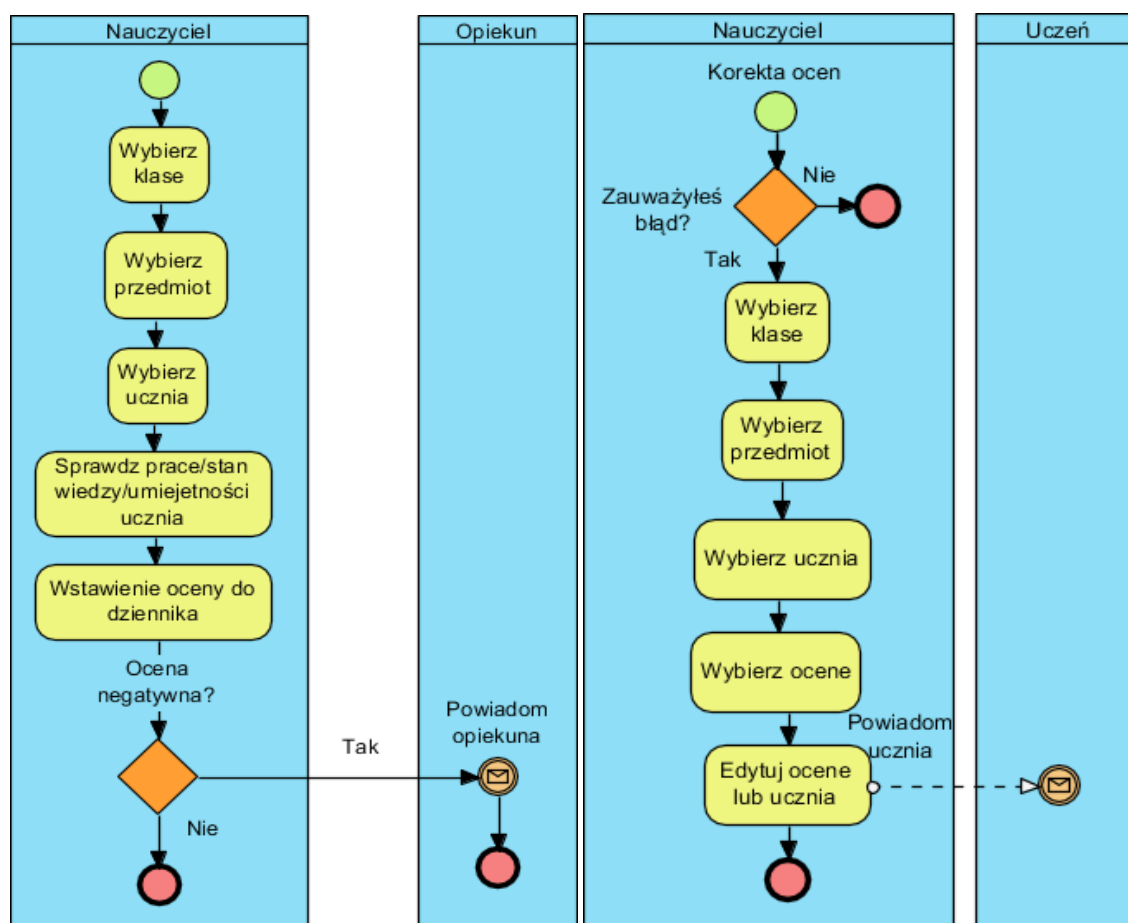 Nauczyciel
Wybierz
klase
Wybierz
przedmiot
Wybierz
ucznia
Sprawdz prace/stan
wiedzy/umiejetności
ucznia
Wstawienie oceny do
dziennika
Ocena
negatywna?
Tak
Nie
Opiekun
Powiadom
opiekuna
Nauczyciel
Korekta ocen
Zauważyłeś
błąd?
Nie
Tak
Wybierz
klase
Wybierz
przedmiot
Wybierz ucznia
Wybierz ocene
Powiadom
ucznia
Edytuj ocene
lub ucznia
Uczeń